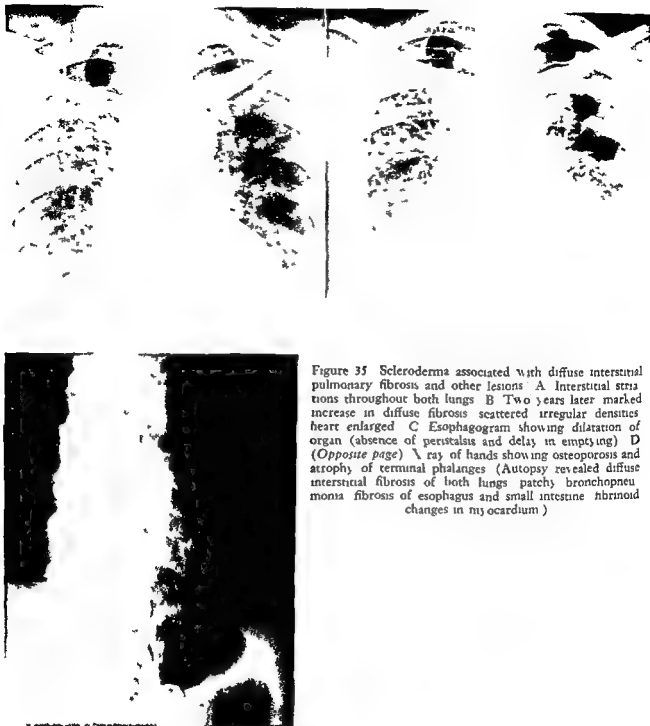 Figure 35 Scleroderma associated with diffuse interstitial
pulmonary fibrosis and other lesions A Interstitial stria
tions throughout both lungs B Two years later marked
increase in diffuse fibrosis scattered irregular densities
heart enlarged C Esophagogram showing dilatation of
organ (absence of peristalsis and delay in emptying) D
(Opposite page) X ray of hands showing osteoporosis and
atrophy of terminal phalanges (Autopsy revealed diffuse
interstitial fibrosis of both lungs patchy bronchopneu
monia fibrosis of esophagus and small intestine fibrinoid
changes in myocardium)